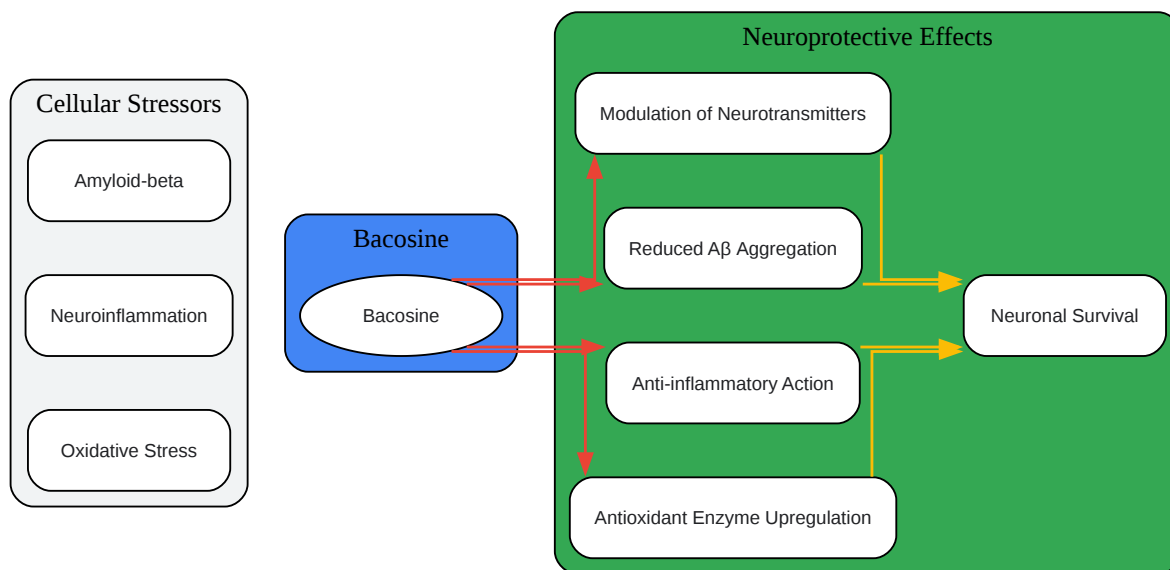 Cellular Stressors
Amyloid-beta
Neuroinflammation
Oxidative Stress
Bacosine
Bacosine
Neuroprotective Effects
Modulation of Neurotransmitters
Reduced Aβ Aggregation
Anti-inflammatory Action
Antioxidant Enzyme Upregulation
Neuronal Survival